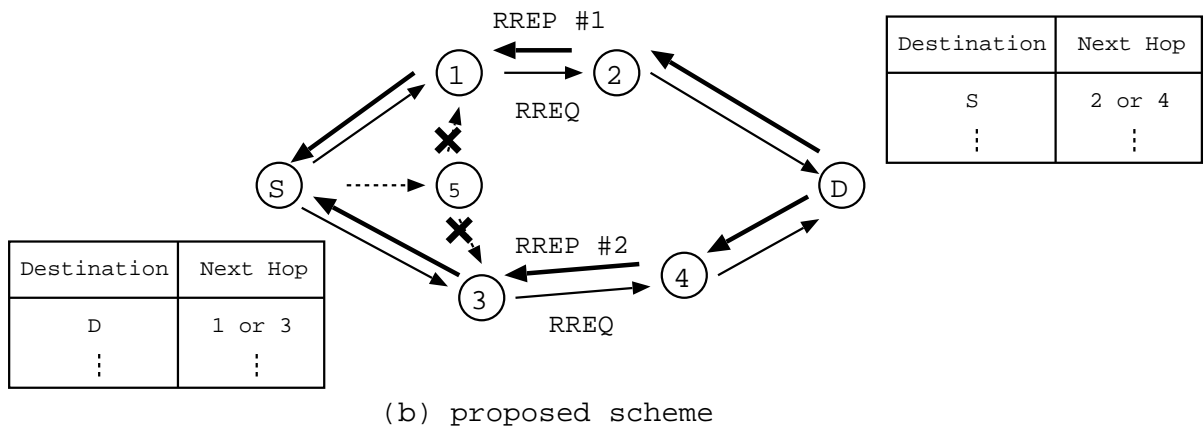 RREP #1
1
2
RREQ
Destination Next Hop
S 2 or 4
S
5
D
RREP #2
4
3
RREQ
Destination Next Hop
D 1 or 3
(b) proposed scheme